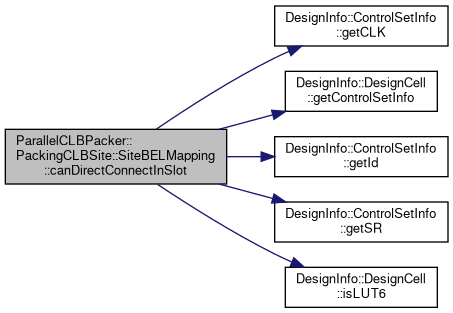 ParallelCLBPacker::
PackingCLBSite::SiteBELMapping
::canDirectConnectInSlot
DesignInfo::ControlSetInfo
::getCLK
DesignInfo::DesignCell
::getControlSetInfo
DesignInfo::ControlSetInfo
::getId
DesignInfo::ControlSetInfo
::getSR
DesignInfo::DesignCell
::isLUT6